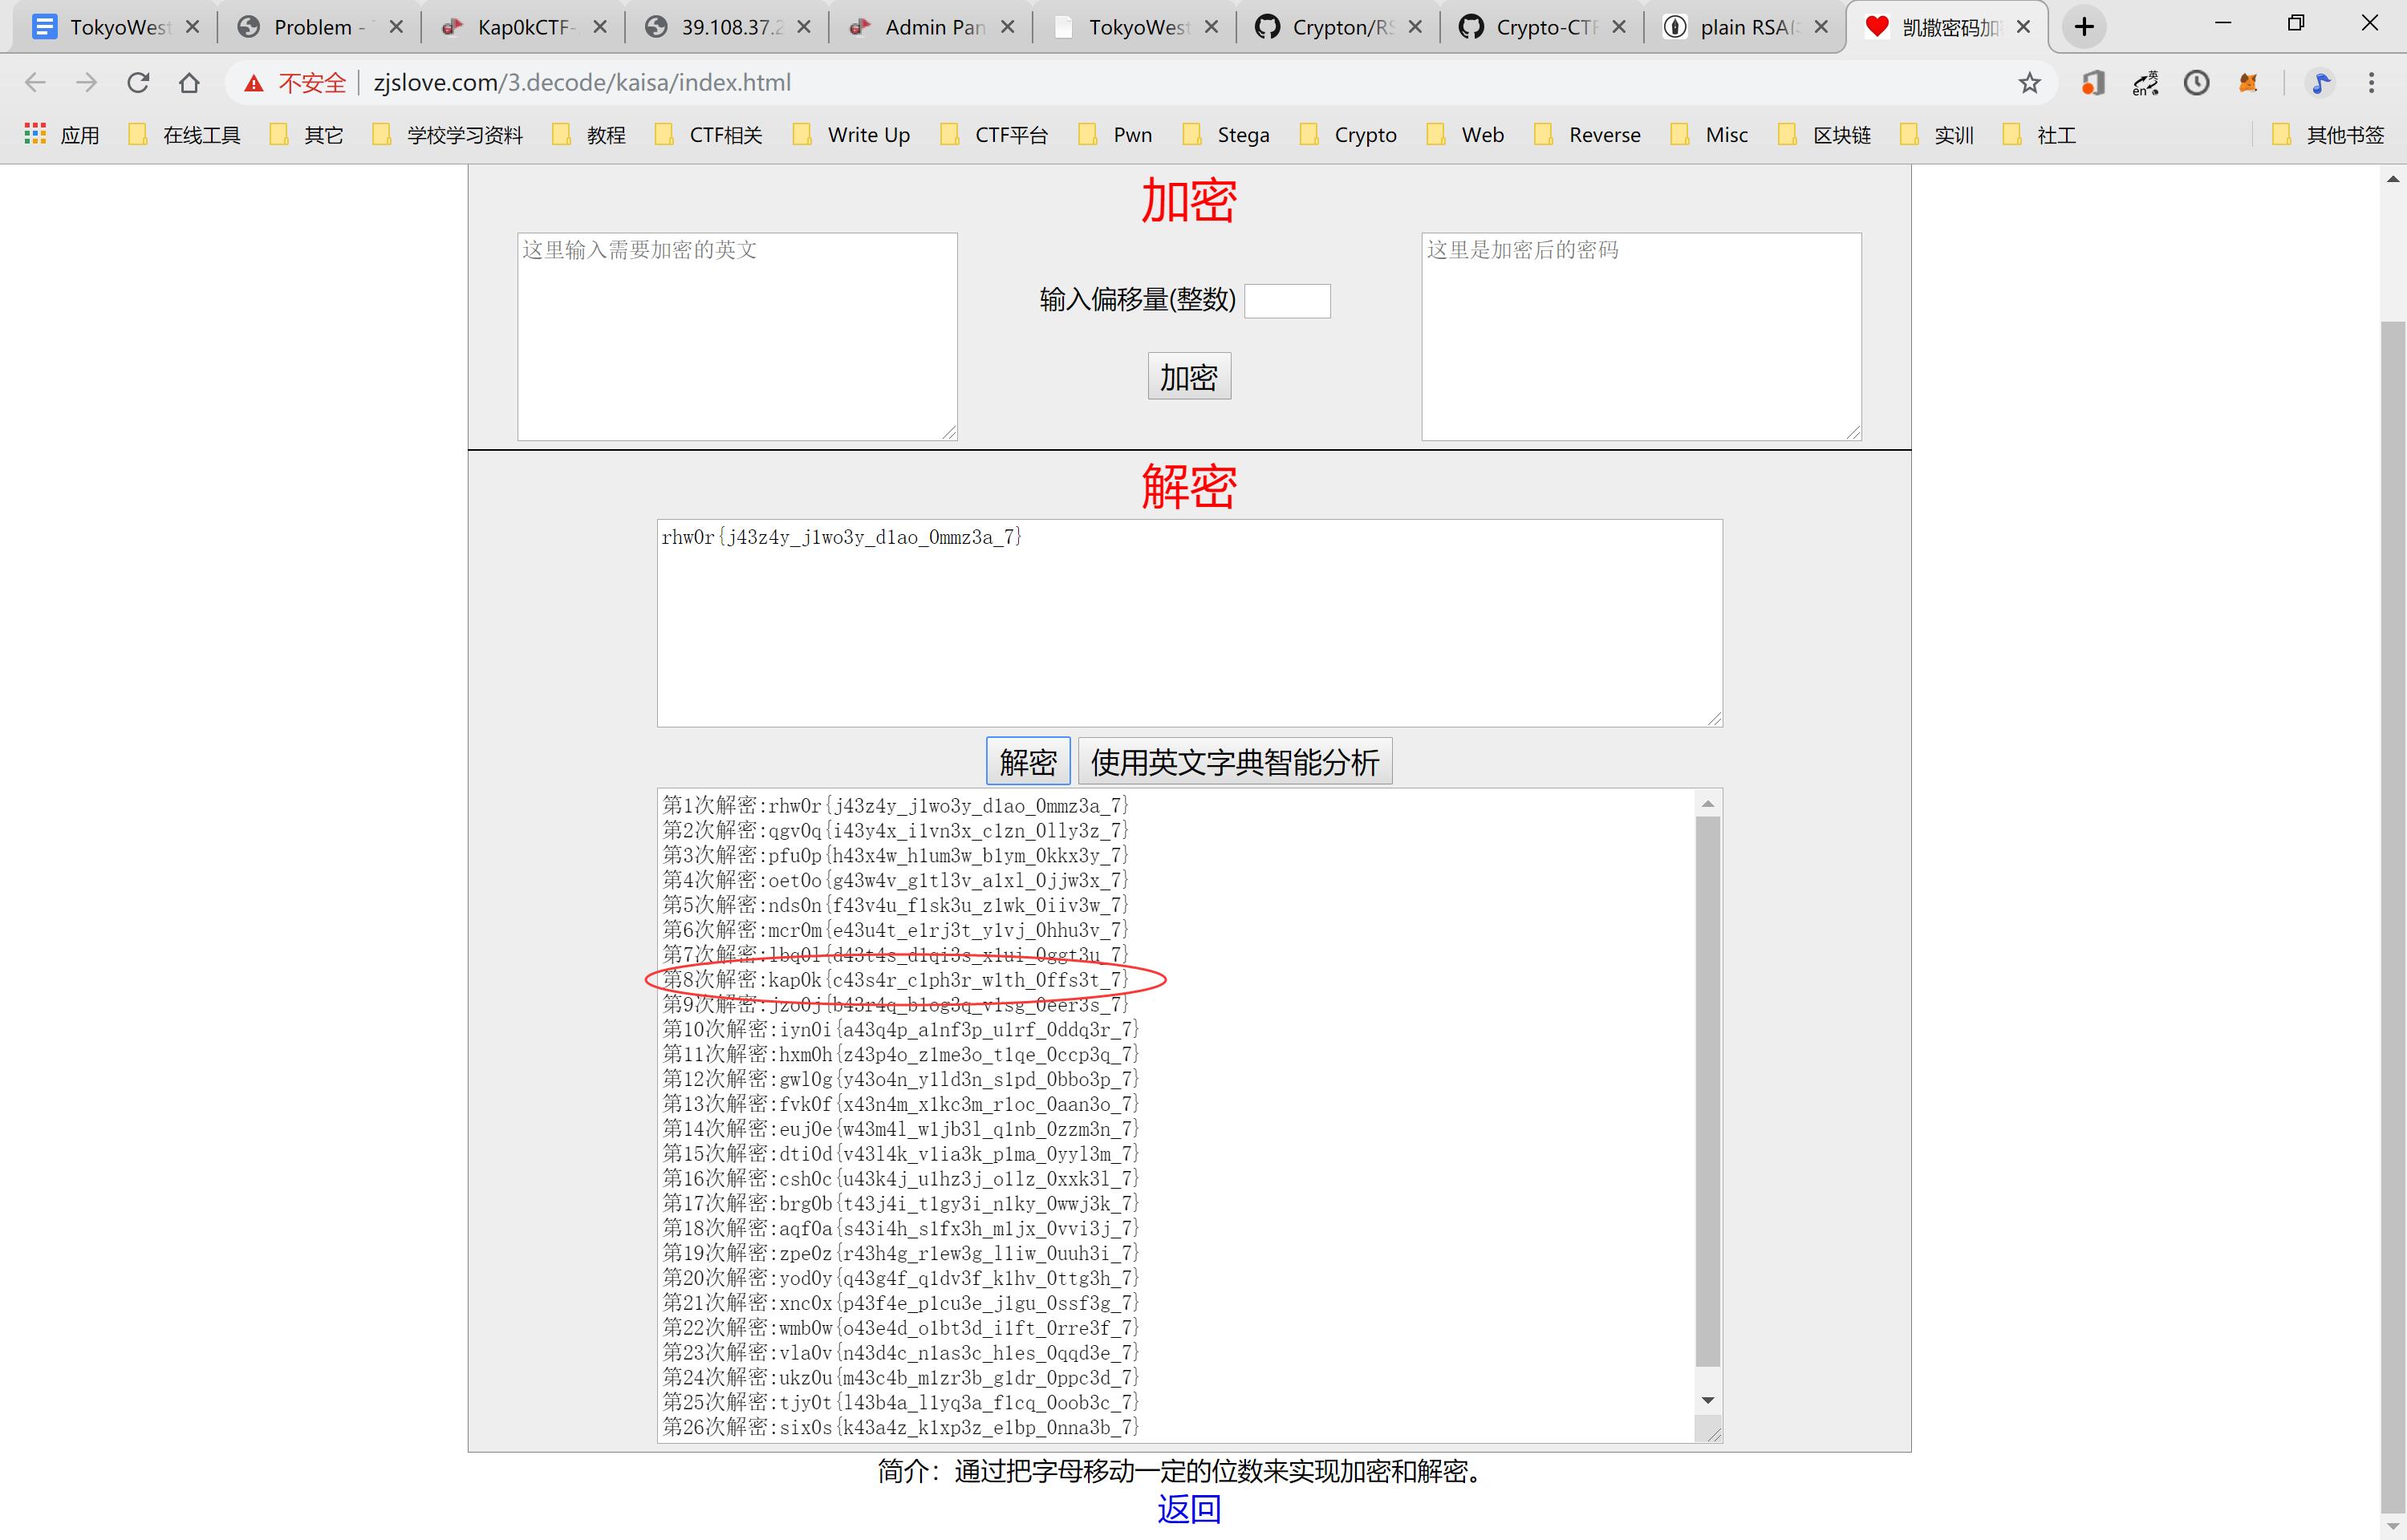 TokyoWest
Problem -
Kap0kCTF-
39.108.37.2
Admin Pan
TokyoWest
Crypton/RS
Crypto-CTF
plain RSAに
凯撒密码加密
不安全 zjslove.com/3.decode/kaisa/index.html
应用 在线工具 其它 学校学习资料 教程 CTF相关 Write Up CTF平台 Pwn Stega Crypto Web Reverse Misc 区块链 实训 社工 其他书签
加密
这里输入需要加密的英文
输入偏移量(整数)
加密
这里是加密后的密码
解密
rhw0r{j43z4y_j1wo3y_d1ao_0mmz3a_7}
解密 使用英文字典智能分析
第1次解密:rhw0r{j43z4y_j1wo3y_d1ao_0mmz3a_7}
第2次解密:qgv0q{i43y4x_i1vn3x_c1zn_0lly3z_7}
第3次解密:pfu0p{h43x4w_h1um3w_b1ym_0kkx3y_7}
第4次解密:oet0o{g43w4v_g1tl3v_a1xl_0jjw3x_7}
第5次解密:nds0n{f43v4u_f1sk3u_z1wk_0iiv3w_7}
第6次解密:mcr0m{e43u4t_e1rj3t_y1vj_0hhu3v_7}
第7次解密:lbq0l{d43t4s_d1qi3s_x1ui_0ggt3u_7}
第8次解密:kap0k{c43s4r_c1ph3r_w1th_0ffs3t_7}
第9次解密:jzo0j{b43r4q_b1og3q_v1sg_0eer3s_7}
第10次解密:iyn0i{a43q4p_a1nf3p_u1rf_0ddq3r_7}
第11次解密:hxm0h{z43p4o_z1me3o_t1qe_0ccp3q_7}
第12次解密:gwl0g{y43o4n_y1ld3n_s1pd_0bbo3p_7}
第13次解密:fvk0f{x43n4m_x1kc3m_r1oc_0aan3o_7}
第14次解密:euj0e{w43m4l_w1jb3l_q1nb_0zzm3n_7}
第15次解密:dti0d{v43l4k_v1ia3k_p1ma_0yyl3m_7}
第16次解密:csh0c{u43k4j_u1hz3j_o1lz_0xxk3l_7}
第17次解密:brg0b{t43j4i_t1gy3i_n1ky_0wwj3k_7}
第18次解密:aqf0a{s43i4h_s1fx3h_m1jx_0vvi3j_7}
第19次解密:zpe0z{r43h4g_r1ew3g_l1iw_0uuh3i_7}
第20次解密:yod0y{q43g4f_q1dv3f_k1hv_0ttg3h_7}
第21次解密:xnc0x{p43f4e_p1cu3e_j1gu_0ssf3g_7}
第22次解密:wmb0w{o43e4d_o1bt3d_i1ft_0rre3f_7}
第23次解密:vla0v{n43d4c_n1as3c_h1es_0qqd3e_7}
第24次解密:ukz0u{m43c4b_m1zr3b_g1dr_0ppc3d_7}
第25次解密:tjy0t{l43b4a_l1yq3a_f1cq_0oob3c_7}
第26次解密:six0s{k43a4z_k1xp3z_e1bp_0nna3b_7}
简介：通过把字母移动一定的位数来实现加密和解密。
返回